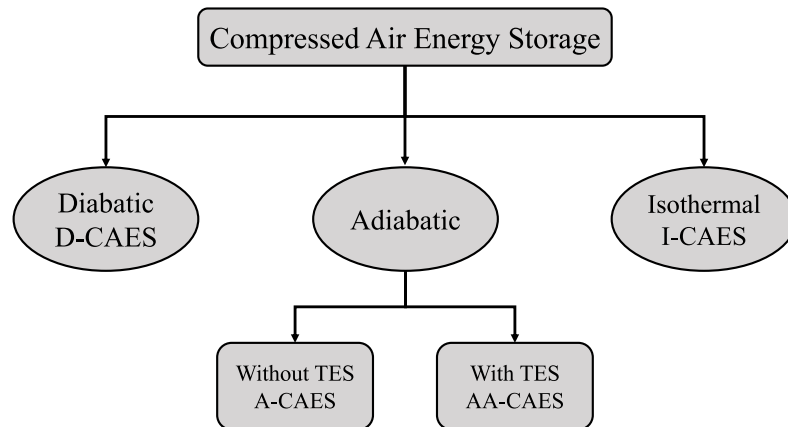 Compressed Air Energy Storage
Diabatic
D-CAES
Adiabatic
Isothermal
I-CAES
Without TES
A-CAES
With TES
AA-CAES